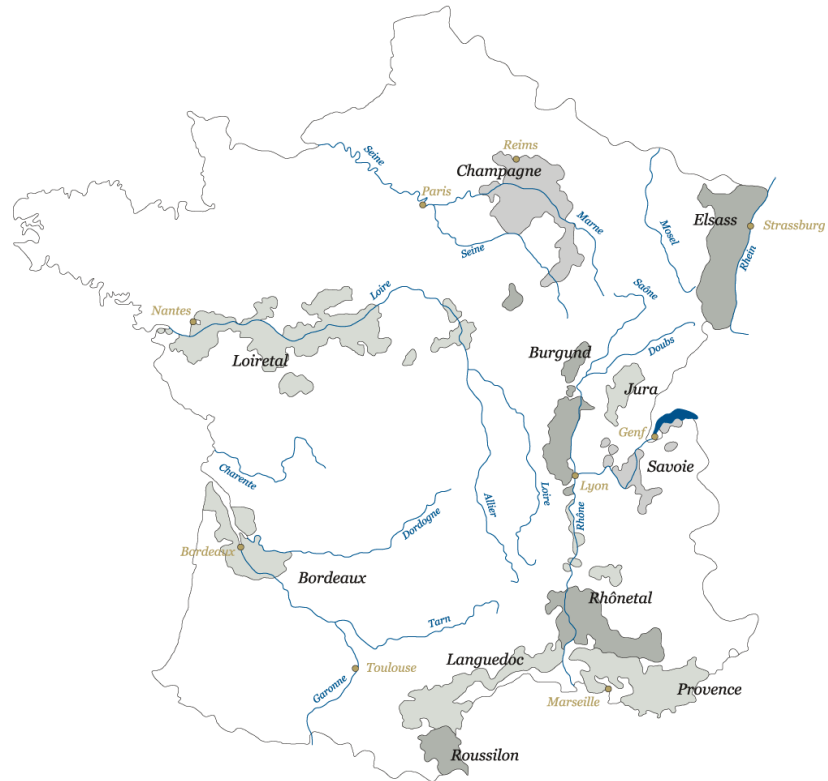 Reims
Seine
Champagne
Paris
Elsass
Marne
Strassburg
Mosel
Seine
Rhein
Saône
Loire
Nantes
Burgund
Doubs
Loiretal
Jura
Genf
Savoie
Charente
Lyon
Allier
Loire
Rhône
Dordogne
Bordeaux
Bordeaux
Rhônetal
Tarn
Languedoc
Toulouse
Garonne
Provence
Marseille
Roussilon